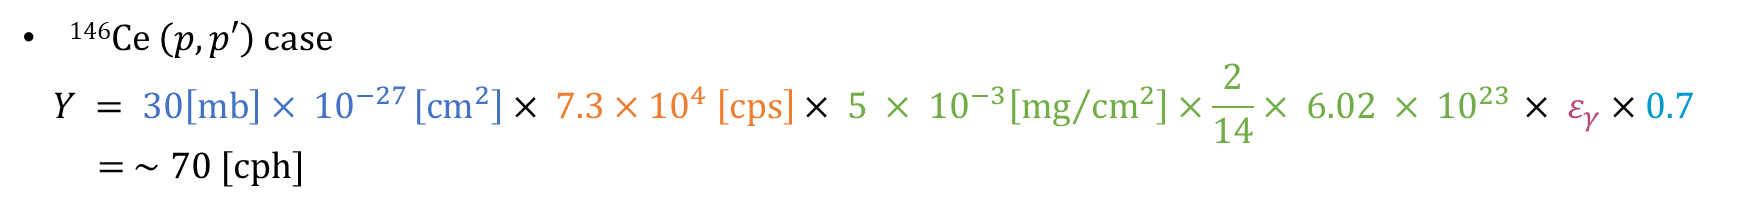 • ¹⁴⁶Ce (p, p′) case
Y = 30[mb] × 10⁻²⁷ [cm²] × 7.3 × 10⁴ [cps] × 5 × 10⁻³[mg/cm²] × 2/14 × 6.02 × 10²³ × εᵧ × 0.7
= ~ 70 [cph]